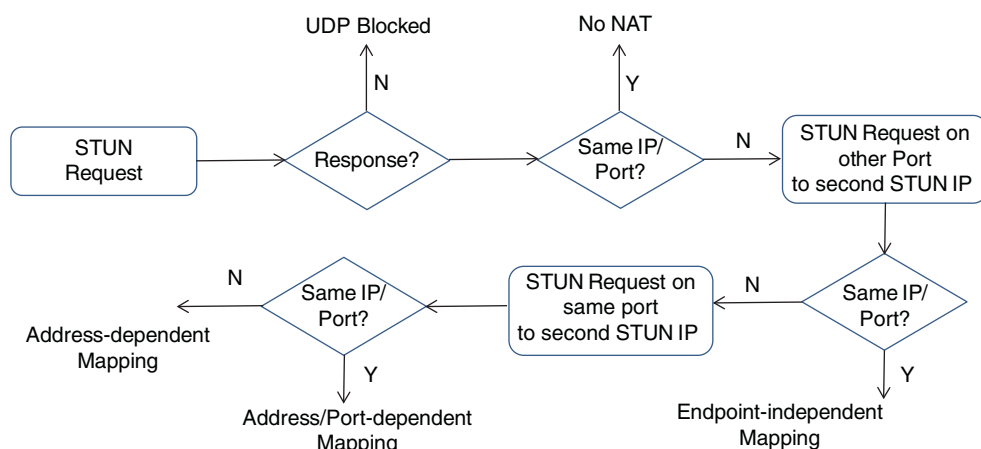 UDP Blocked
No NAT
N
Y
STUN
Request
Response?
Same IP/
Port?
N
STUN Request on
other Port
to second STUN IP
N
Same IP/
Port?
STUN Request on
same port
to second STUN IP
N
Same IP/
Port?
Address-dependent
Mapping
Y
Address/Port-dependent
Mapping
Y
Endpoint-independent
Mapping